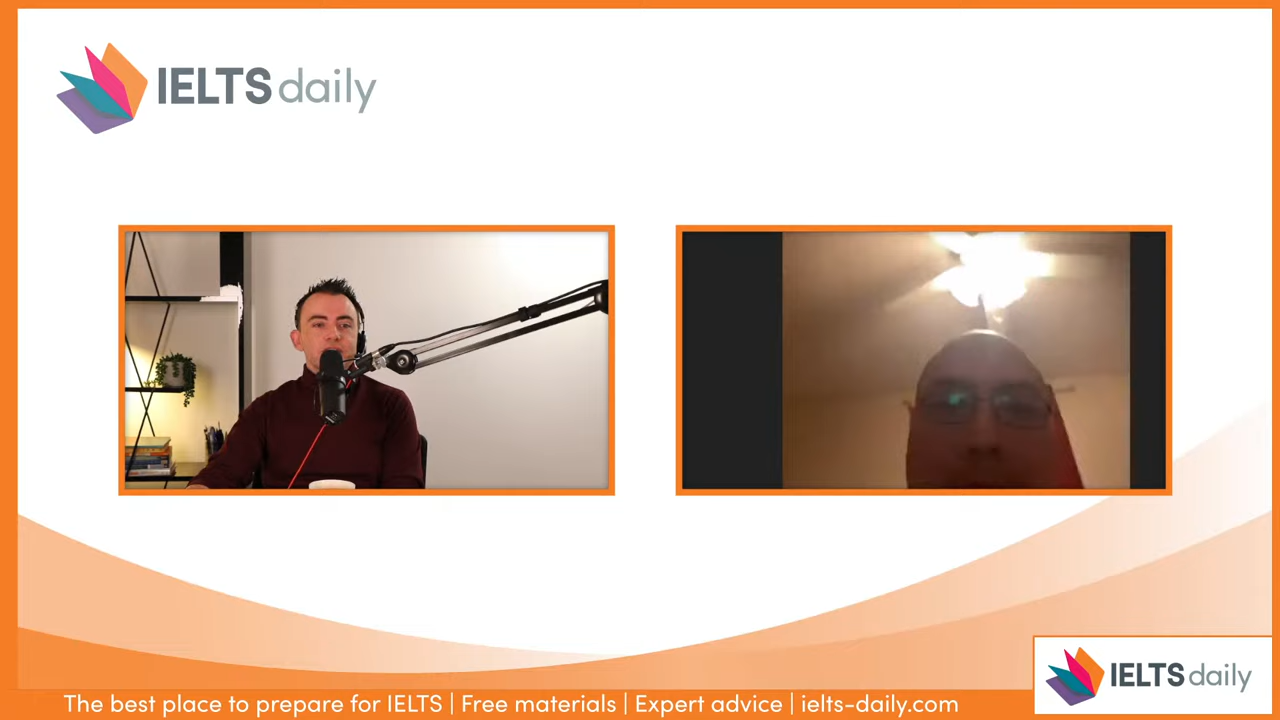 IELTS daily
The best place to prepare for IELTS | Free materials | Expert advice | ielts-daily.com
IELTS daily